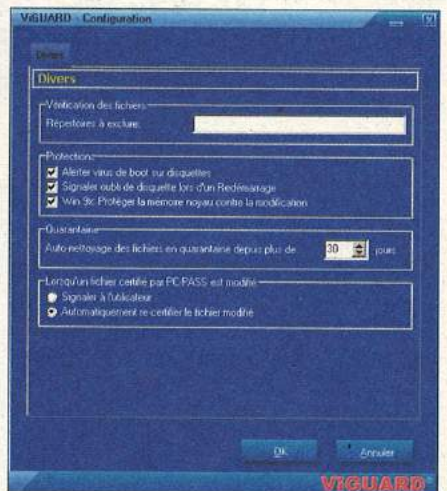 ViGUARD - Configuration
Divers
Divers
Vérification des fichiers
Répertoires à exclure:
Protections
Alerter virus de boot sur disquettes
Signaler oubli de disquette lors d'un Redémarrage
Win 9x: Protéger la mémoire noyau contre la modification
Quarantaine
Auto-nettoyage des fichiers en quarantaine depuis plus de 30 jours
Lorsqu'un fichier certifié par PC-PASS est modifié
Signaler à l'utilisateur
Automatiquement re-certifier le fichier modifié
OK Annuler
ViGUARD